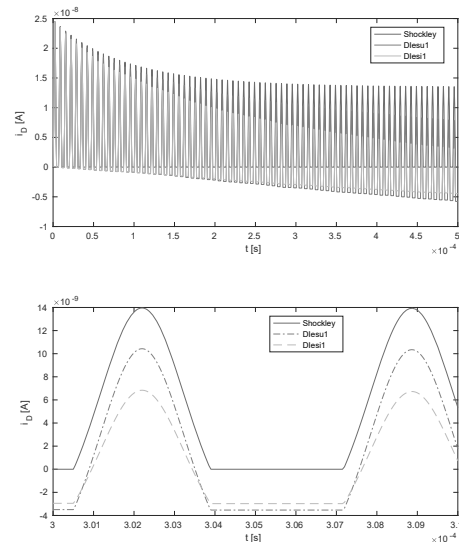 ×10⁻⁸
2.5
2
1.5
1
0.5
0
-0.5
-1
i_D [A]
Shockley
Dlesu1
Dlesi1
0 0.5 1 1.5 2 2.5 3 3.5 4 4.5 5
t [s]
×10⁻⁴
×10⁻⁹
14
12
10
8
6
4
2
0
-2
-4
i_D [A]
Shockley
Dlesu1
Dlesi1
3 3.01 3.02 3.03 3.04 3.05 3.06 3.07 3.08 3.09 3.
t [s]
×10⁻⁴